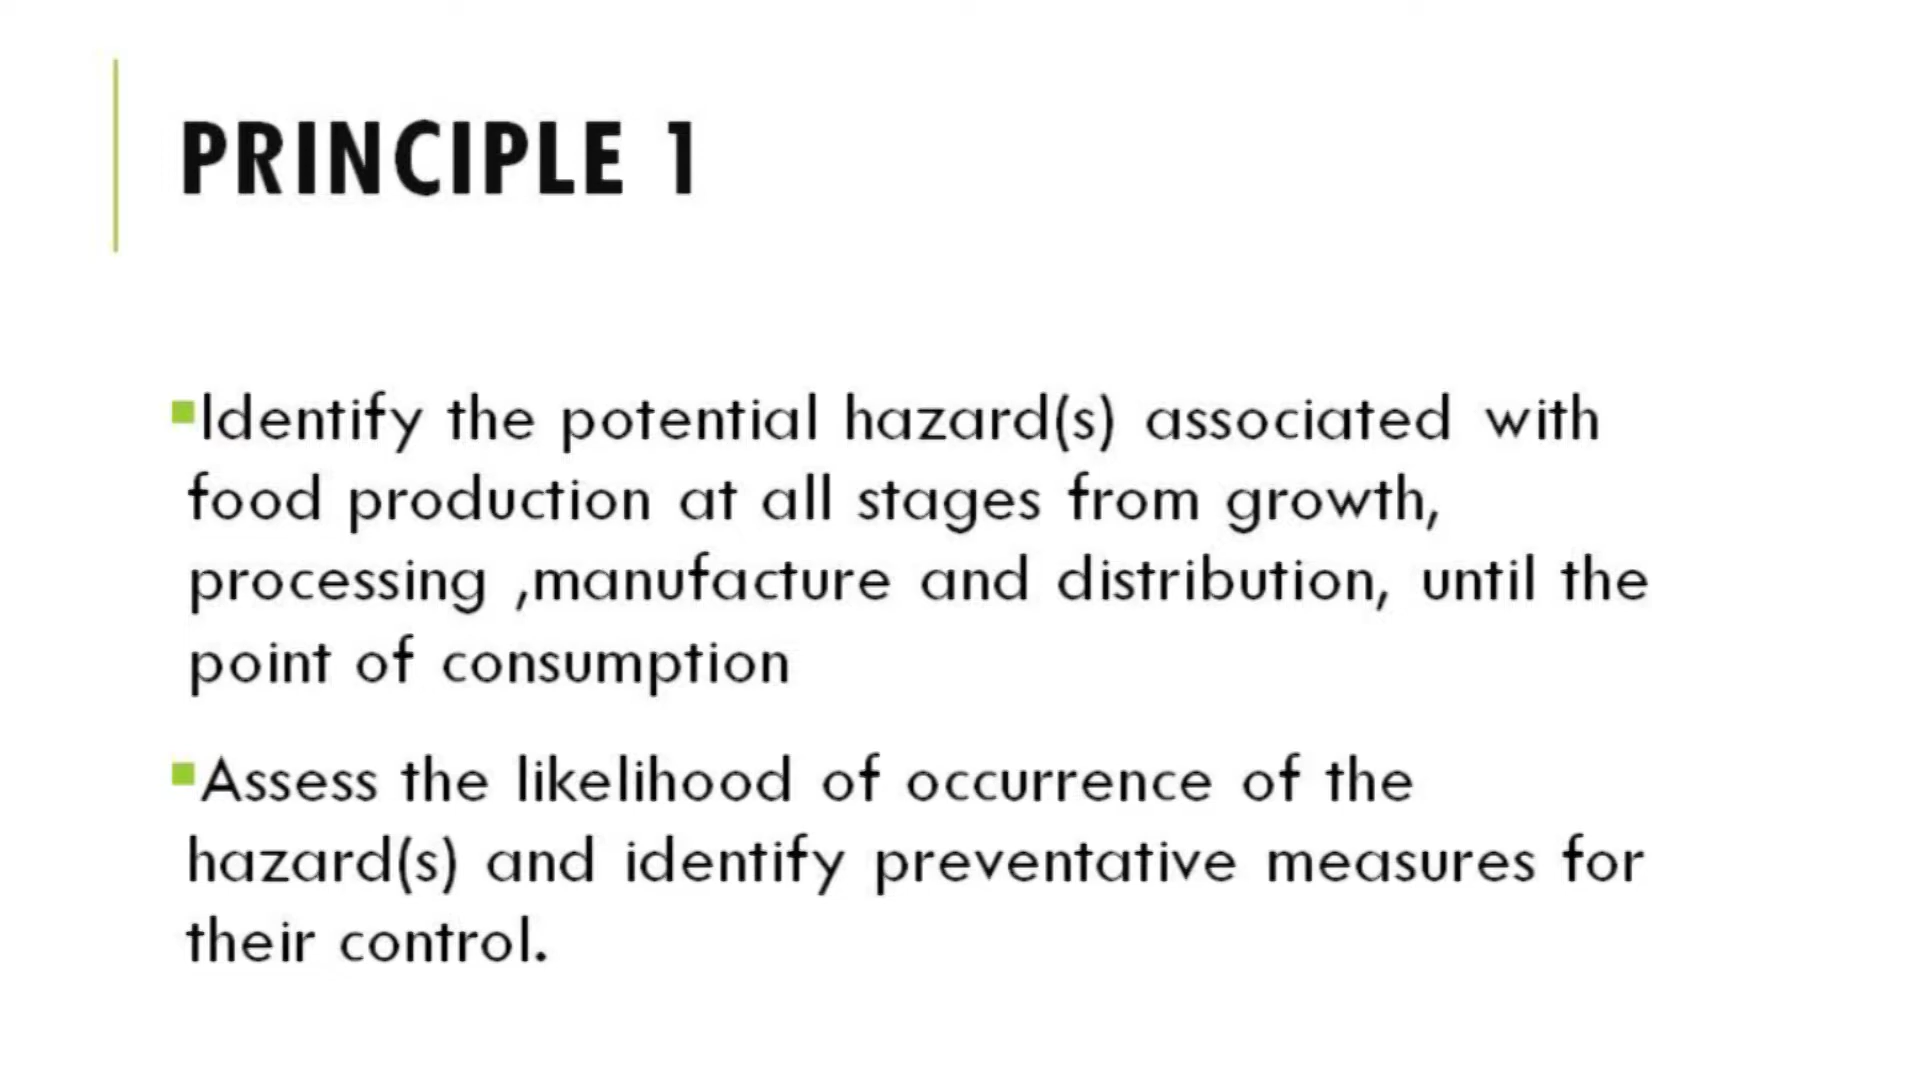 PRINCIPLE 1
▪Identify the potential hazard(s) associated with
food production at all stages from growth,
processing ,manufacture and distribution, until the
point of consumption
▪Assess the likelihood of occurrence of the
hazard(s) and identify preventative measures for
their control.